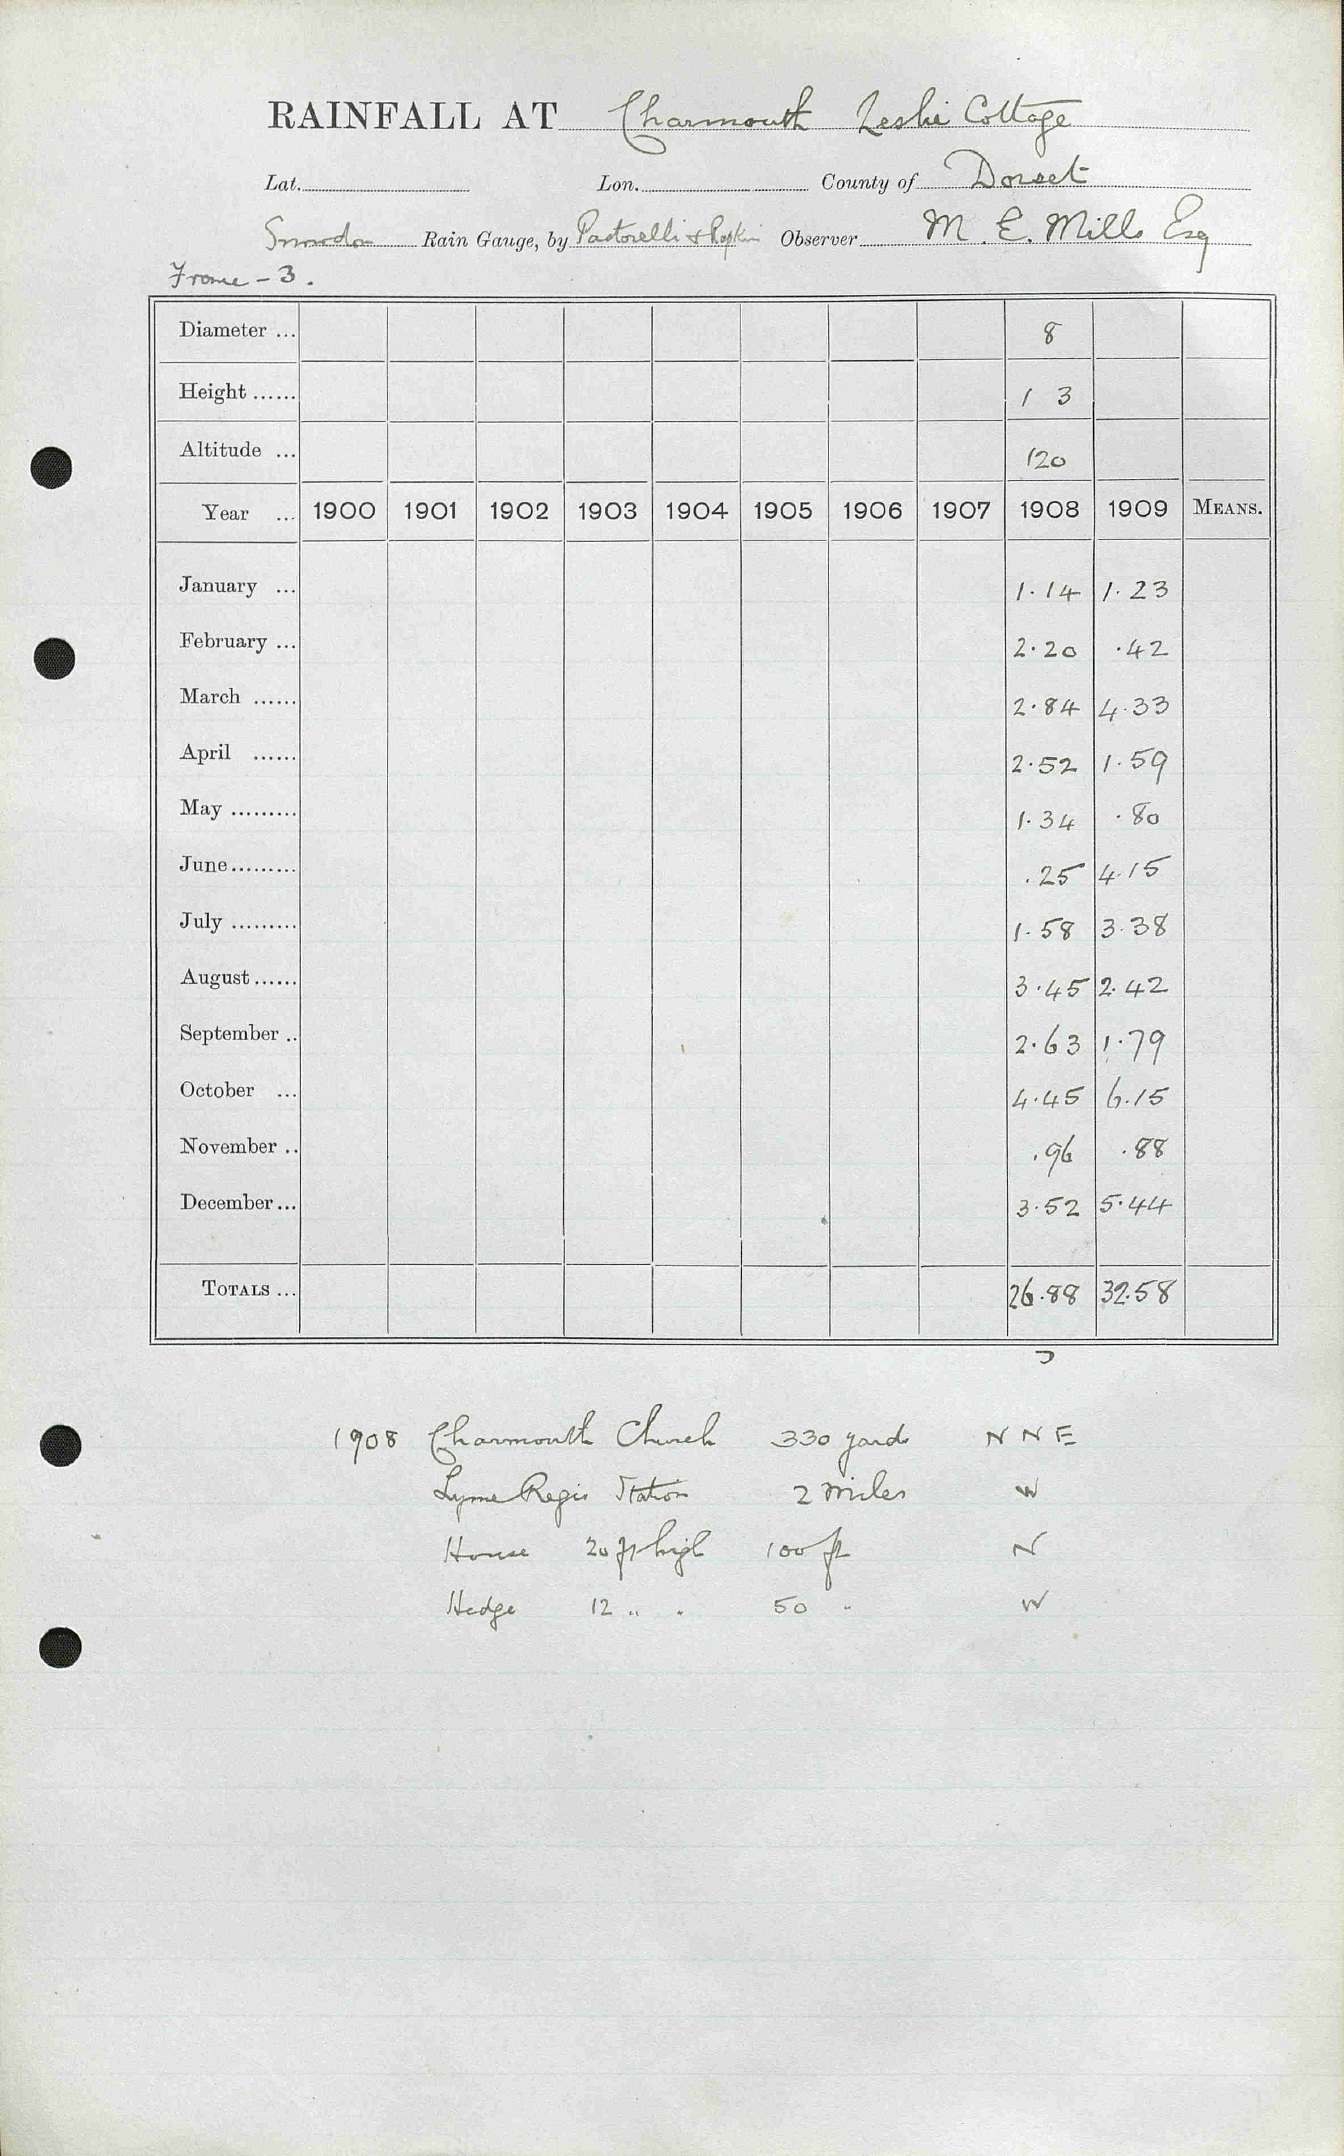 RAINFALL AT Charmouth Leslie Cottage
Lat. Lon. County of Dorset
Snowdon Rain Gauge, by Pastorelli & Rapkin Observer M. E. Mills Esq
Frome - 3.
Diameter ... 8
Height ...... 1 3
Altitude ... 120
Year ... 1900 1901 1902 1903 1904 1905 1906 1907 1908 1909 MEANS.
January ... 1.14 1.23
February ... 2.20 .42
March ...... 2.84 4.33
April ...... 2.52 1.59
May ......... 1.34 .80
June ......... .25 4.15
July ......... 1.58 3.38
August ...... 3.45 2.42
September .. 2.63 1.79
October ... 4.45 6.15
November .. .96 .88
December ... 3.52 5.44
TOTALS ... 26.88 32.58
1908 Charmouth Church 330 yards N N E
Lyme Regis Station 2 miles W
House 20 ft high 100 ft N
Hedge 12 " " 50 " W